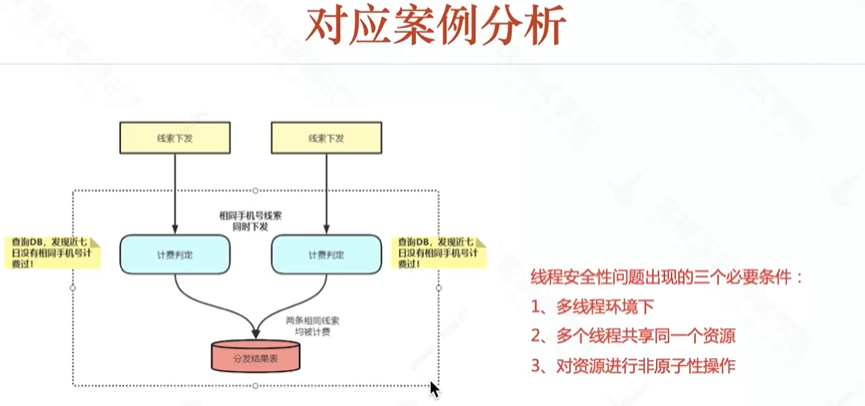 对应案例分析
线索下发
线索下发
相同手机号线索
同时下发
查询DB，发现近七
日没有相同手机号计
费过！
计费判定
计费判定
查询DB，发现近七
日没有相同手机号计
费过！
两条相同线索
均被计费
分发结果表
线程安全性问题出现的三个必要条件：
1、多线程环境下
2、多个线程共享同一个资源
3、对资源进行非原子性操作